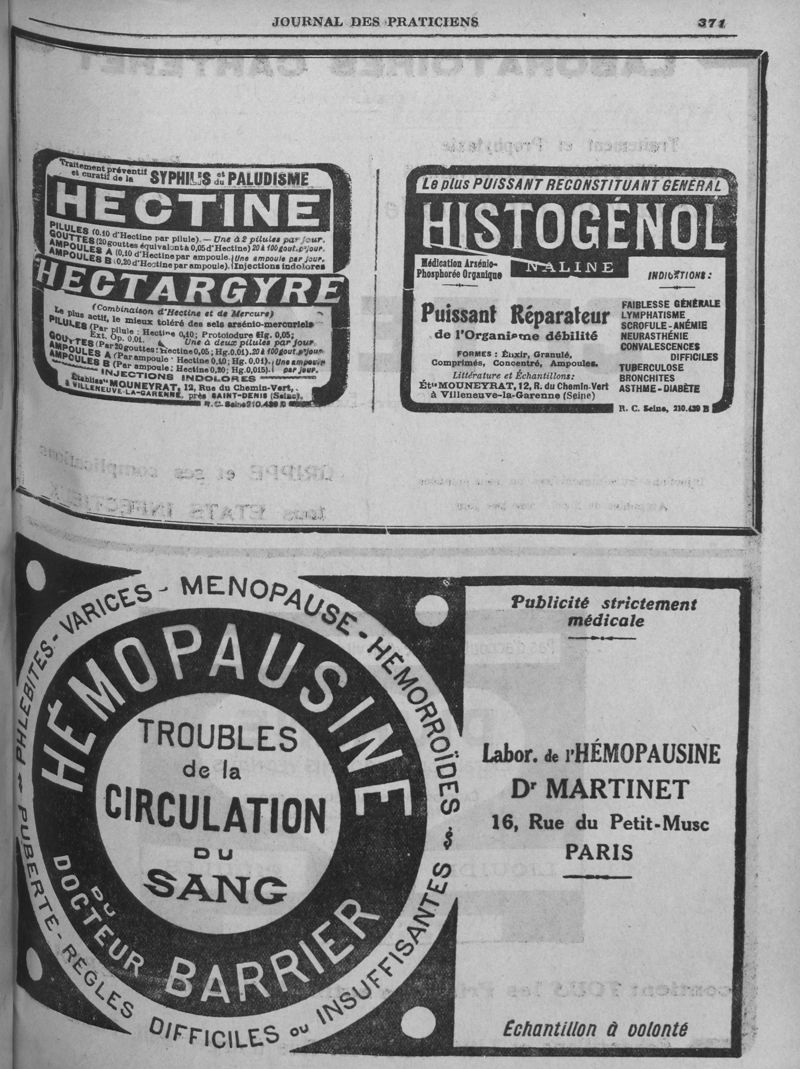 JOURNAL DES PRATICIENS 371
Traitement préventif et curatif de la SYPHILIS et du PALUDISME
HECTINE
PILULES (0,10 d'Hectine par pilule). — Une à 2 pilules par jour.
GOUTTES (20 gouttes équivalent à 0,05 d'Hectine) 20 à 100 gout. p' jour.
AMPOULES A (0,10 d'Hectine par ampoule. (Une ampoule par jour.
AMPOULES B (0,20 d'Hectine par ampoule). (Injections indolores
HECTARGYRE
(Combinaison d'Hectine et de Mercure)
Le plus actif, le mieux toléré des sels arsénio-mercuriels
PILULES (Par pilule : Hectine 0,10; Protoiodure Hg. 0,05;
Ext. Op. 0.01. Une à deux pilules par jour
GOUTTES (Par 20 gouttes: Hectine 0,05; Hg. 0,01). 20 à 100 gout. p' jour
AMPOULES A (Par ampoule: Hectine 0,10; Hg. 0,01). (Une ampoule
AMPOULES B (Par ampoule: Hectine 0,20; Hg. 0,015). ( par jour.
INJECTIONS INDOLORES
Établiss'ts MOUNEYRAT, 12, Rue du Chemin-Vert,
à VILLENEUVE-LA-GARENNE, près SAINT-DENIS (Seine).
R. C. Seine 210.439 B
Le plus PUISSANT RECONSTITUANT GÉNÉRAL
HISTOGÉNOL
NALINE
Médication Arsénio-
Phosphorée Organique
Puissant Réparateur
de l'Organisme débilité
FORMES : Élixir, Granulé,
Comprimés, Concentré, Ampoules.
Littérature et Échantillons:
Étts MOUNEYRAT, 12, R. du Chemin-Vert
à Villeneuve-la-Garenne (Seine)
INDICATIONS :
FAIBLESSE GÉNÉRALE
LYMPHATISME
SCROFULE - ANÉMIE
NEURASTHÉNIE
CONVALESCENCES
DIFFICILES
TUBERCULOSE
BRONCHITES
ASTHME - DIABÈTE
R. C. Seine, 210.439 B
PHLÉBITES - VARICES - MENOPAUSE - HÉMORROÏDES
PUBERTÉ - RÈGLES DIFFICILES ou INSUFFISANTES
HÉMOPAUSINE
TROUBLES
de la
CIRCULATION
DU
SANG
DU
DOCTEUR
BARRIER
Publicité strictement
médicale
Labor. de l'HÉMOPAUSINE
Dr MARTINET
16, Rue du Petit-Musc
PARIS
Échantillon à volonté